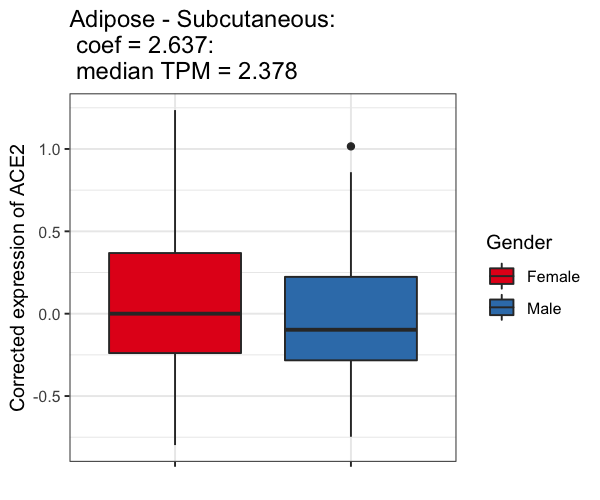 Adipose - Subcutaneous:
coef = 2.637:
median TPM = 2.378
Corrected expression of ACE2
1.0
0.5
0.0
-0.5
Gender
Female
Male